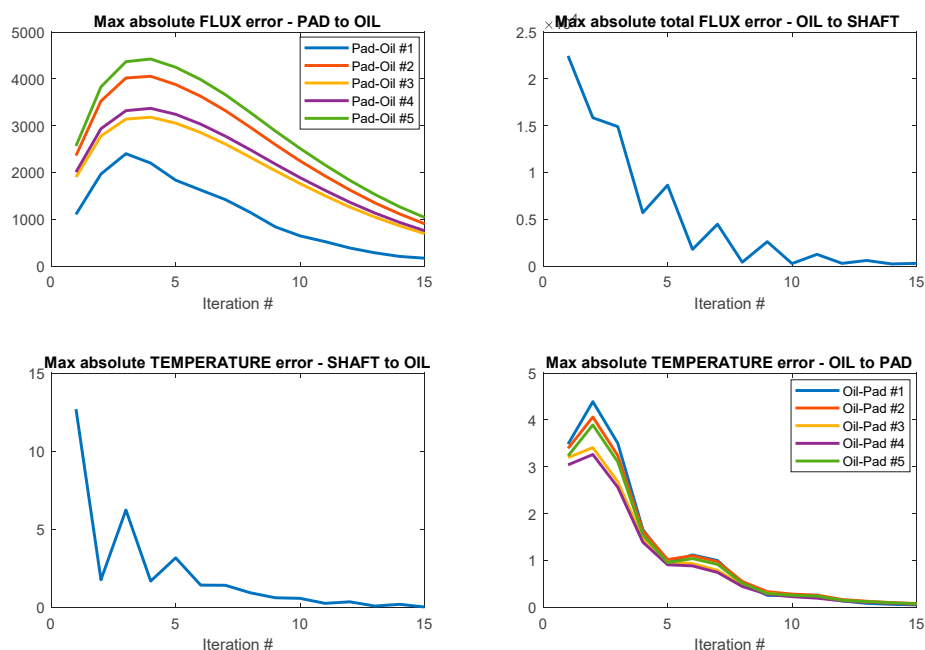 Max absolute FLUX error - PAD to OIL
5000
4000
3000
2000
1000
0
0
5
10
15
Iteration #
Pad-Oil #1
Pad-Oil #2
Pad-Oil #3
Pad-Oil #4
Pad-Oil #5
Max absolute total FLUX error - OIL to SHAFT
2.5
2
1.5
1
0.5
0
0
5
10
15
Iteration #
Max absolute TEMPERATURE error - SHAFT to OIL
15
10
5
0
0
5
10
15
Iteration #
Max absolute TEMPERATURE error - OIL to PAD
5
4
3
2
1
0
0
5
10
15
Iteration #
Oil-Pad #1
Oil-Pad #2
Oil-Pad #3
Oil-Pad #4
Oil-Pad #5